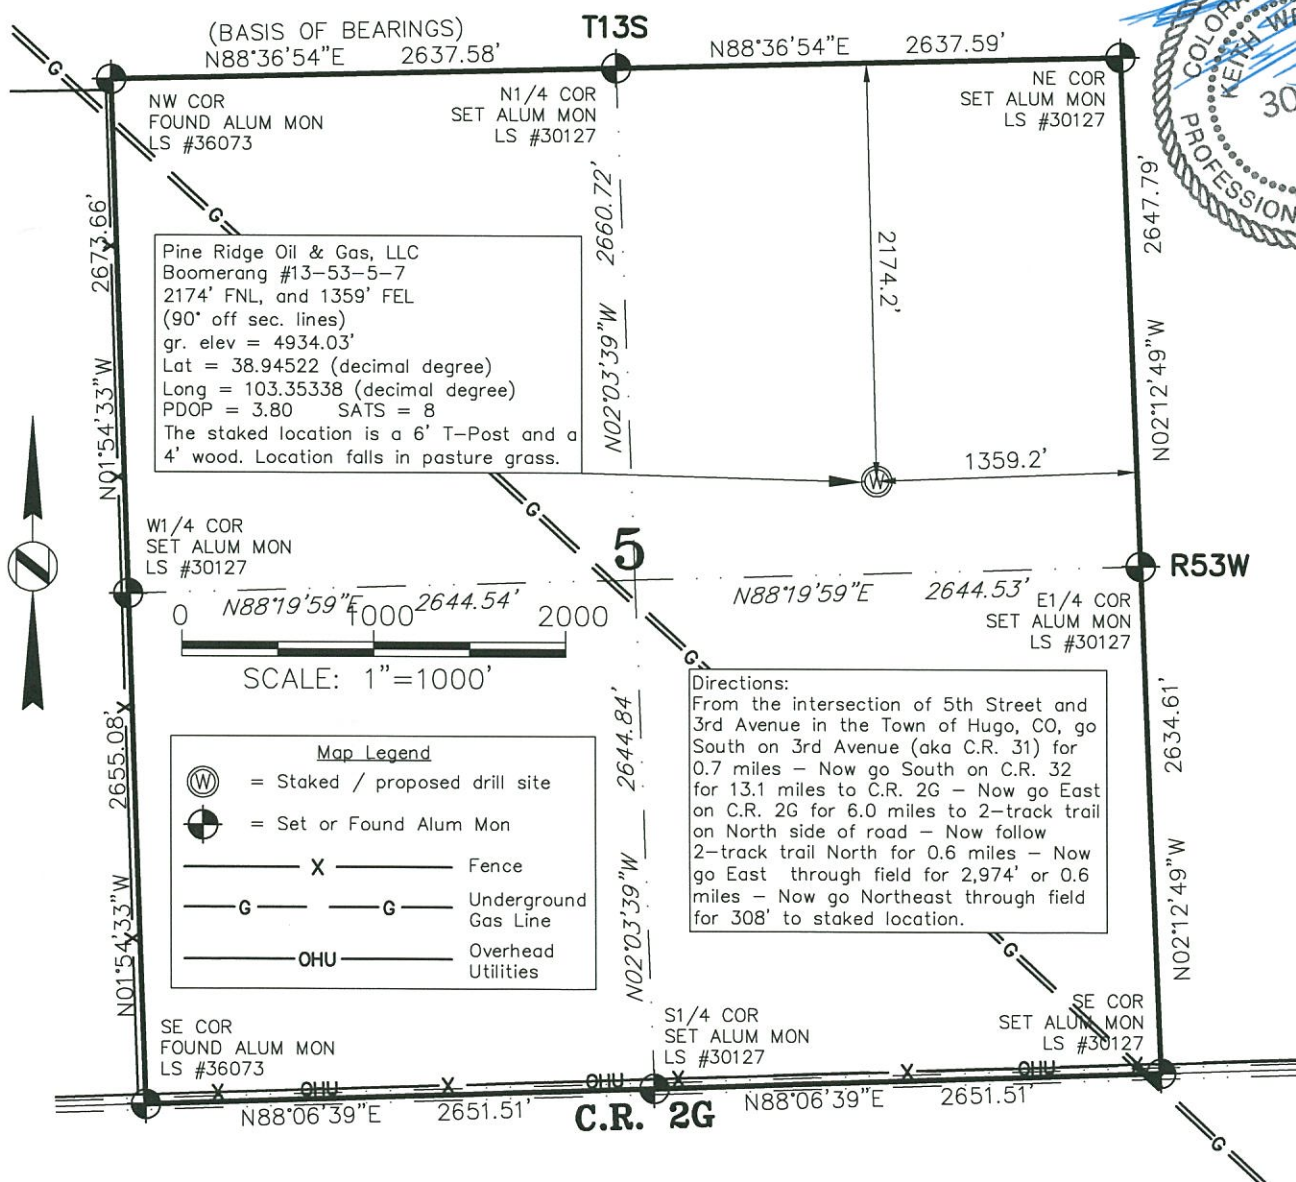 (BASIS OF BEARINGS)
N88°36'54"E 2637.58'
T13S
N88°36'54"E 2637.59'
COLORA
KEITH WE
30
PROFESSION
NW COR
FOUND ALUM MON
LS #36073
N1/4 COR
SET ALUM MON
LS #30127
NE COR
SET ALUM MON
LS #30127
G
G
2673.66'
N01°54'33"W
X
X
2660.72'
N02°03'39"W
2647.79'
N02°12'49"W
2174.2'
1359.2'
W
Pine Ridge Oil & Gas, LLC
Boomerang #13-53-5-7
2174' FNL, and 1359' FEL
(90° off sec. lines)
gr. elev = 4934.03'
Lat = 38.94522 (decimal degree)
Long = 103.35338 (decimal degree)
PDOP = 3.80 SATS = 8
The staked location is a 6' T-Post and a
4' wood. Location falls in pasture grass.
G
W1/4 COR
SET ALUM MON
LS #30127
N
5
R53W
N88°19'59"E 2644.54'
N88°19'59"E 2644.53'
E1/4 COR
SET ALUM MON
LS #30127
0 1000 2000
SCALE: 1"=1000'
G
Directions:
From the intersection of 5th Street and
3rd Avenue in the Town of Hugo, CO, go
South on 3rd Avenue (aka C.R. 31) for
0.7 miles - Now go South on C.R. 32
for 13.1 miles to C.R. 2G - Now go East
on C.R. 2G for 6.0 miles to 2-track trail
on North side of road - Now follow
2-track trail North for 0.6 miles - Now
go East through field for 2,974' or 0.6
miles - Now go Northeast through field
for 308' to staked location.
Map Legend
W = Staked / proposed drill site
= Set or Found Alum Mon
X Fence
G G Underground
Gas Line
OHU Overhead
Utilities
X
2655.08'
N01°54'33"W
X
2644.84'
N02°03'39"W
2634.61'
N02°12'49"W
G
SE COR
FOUND ALUM MON
LS #36073
S1/4 COR
SET ALUM MON
LS #30127
SE COR
SET ALUM MON
LS #30127
X OHU X OHU X X OHU X
N88°06'39"E 2651.51'
C.R. 2G
N88°06'39"E 2651.51'
G